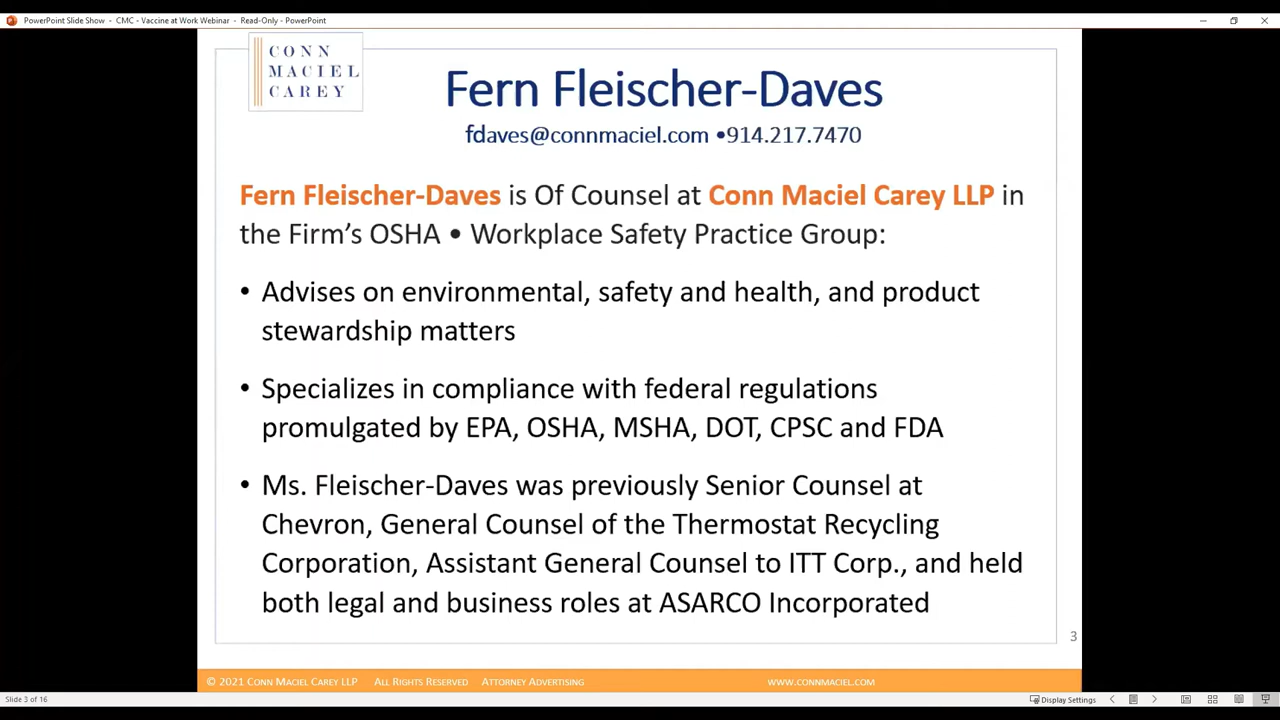 PowerPoint Slide Show - CMC - Vaccine at Work Webinar - Read-Only - PowerPoint
CONN
MACIEL
CAREY
Fern Fleischer-Daves
fdaves@connmaciel.com •914.217.7470
Fern Fleischer-Daves is Of Counsel at Conn Maciel Carey LLP in
the Firm's OSHA • Workplace Safety Practice Group:
• Advises on environmental, safety and health, and product
stewardship matters
• Specializes in compliance with federal regulations
promulgated by EPA, OSHA, MSHA, DOT, CPSC and FDA
• Ms. Fleischer-Daves was previously Senior Counsel at
Chevron, General Counsel of the Thermostat Recycling
Corporation, Assistant General Counsel to ITT Corp., and held
both legal and business roles at ASARCO Incorporated
3
© 2021 CONN MACIEL CAREY LLP ALL RIGHTS RESERVED ATTORNEY ADVERTISING WWW.CONNMACIEL.COM
Slide 3 of 16 Display Settings